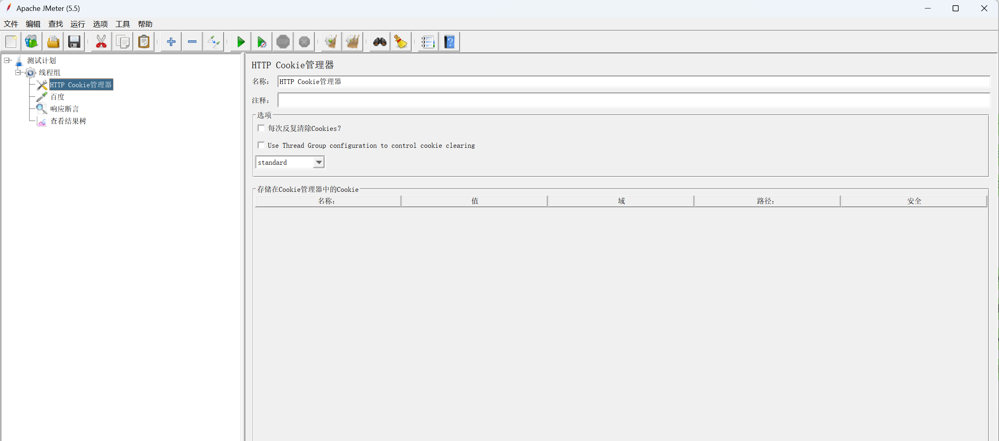 Apache JMeter (5.5)
文件 编辑 查找 运行 选项 工具 帮助
STOP
测试计划
线程组
HTTP Cookie管理器
百度
响应断言
查看结果树
HTTP Cookie管理器
名称： HTTP Cookie管理器
注释：
选项
每次反复清除Cookies?
Use Thread Group configuration to control cookie clearing
standard
存储在Cookie管理器中的Cookie
名称： 值 域 路径： 安全